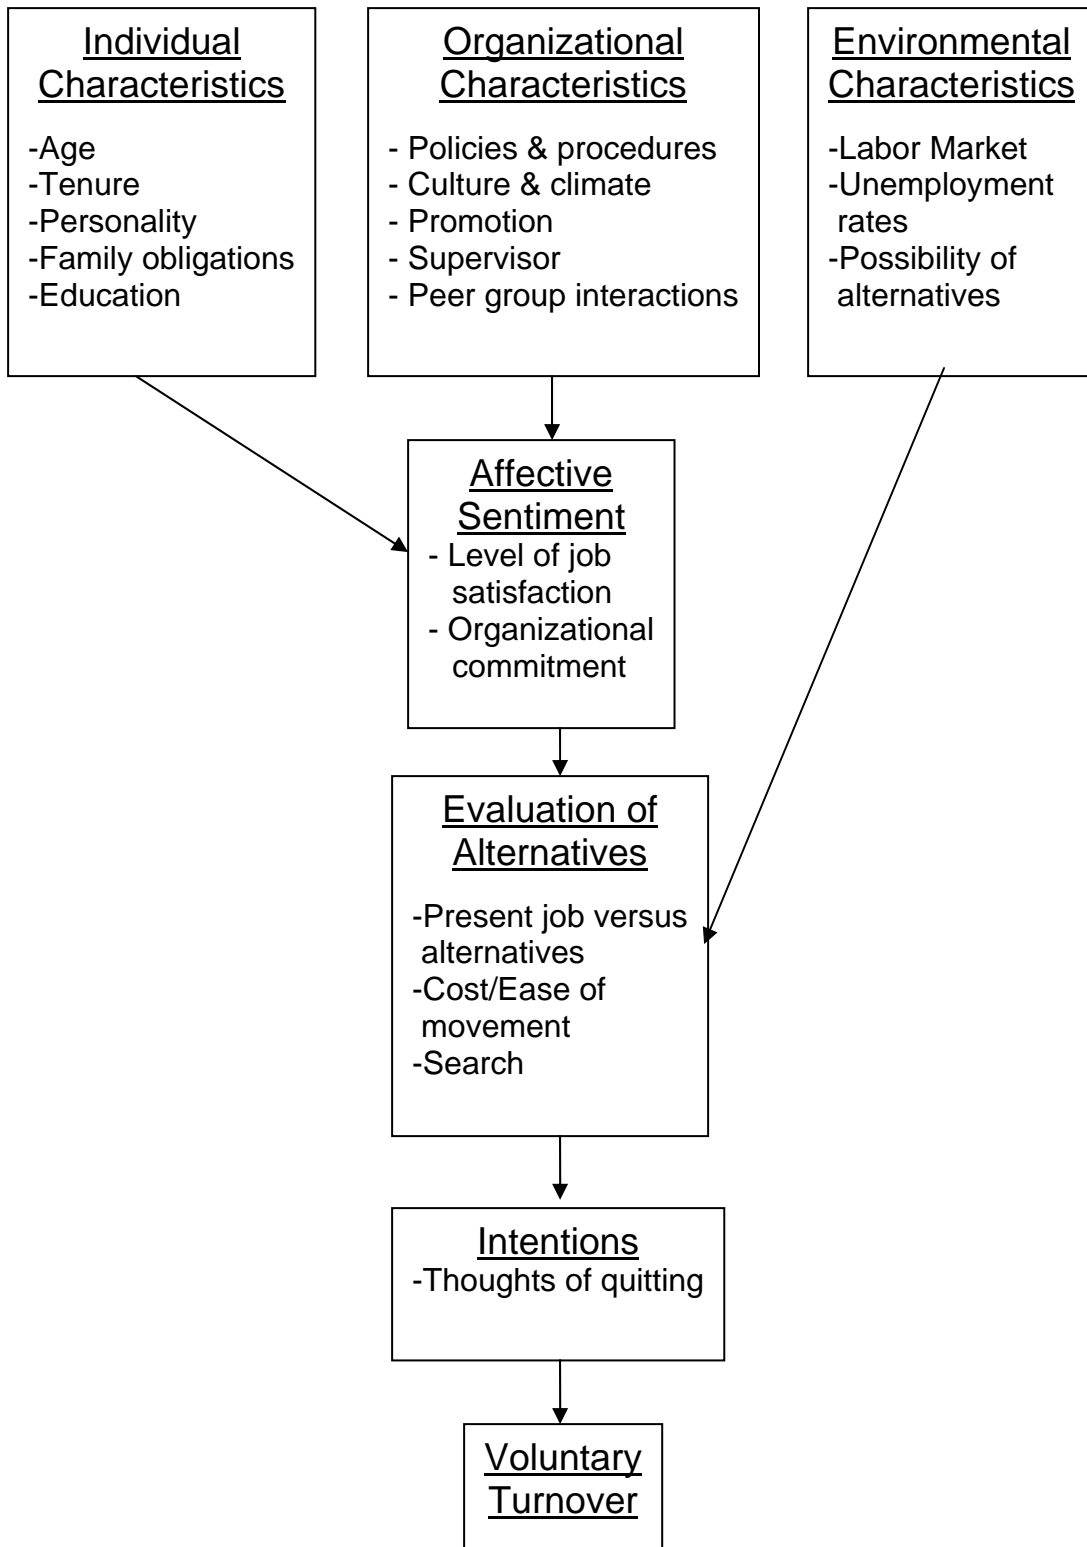 Individual
Characteristics
-Age
-Tenure
-Personality
-Family obligations
-Education
Organizational
Characteristics
- Policies & procedures
- Culture & climate
- Promotion
- Supervisor
- Peer group interactions
Environmental
Characteristics
-Labor Market
-Unemployment
rates
-Possibility of
alternatives
Affective
Sentiment
- Level of job
satisfaction
- Organizational
commitment
Evaluation of
Alternatives
-Present job versus
alternatives
-Cost/Ease of
movement
-Search
Intentions
-Thoughts of quitting
Voluntary
Turnover